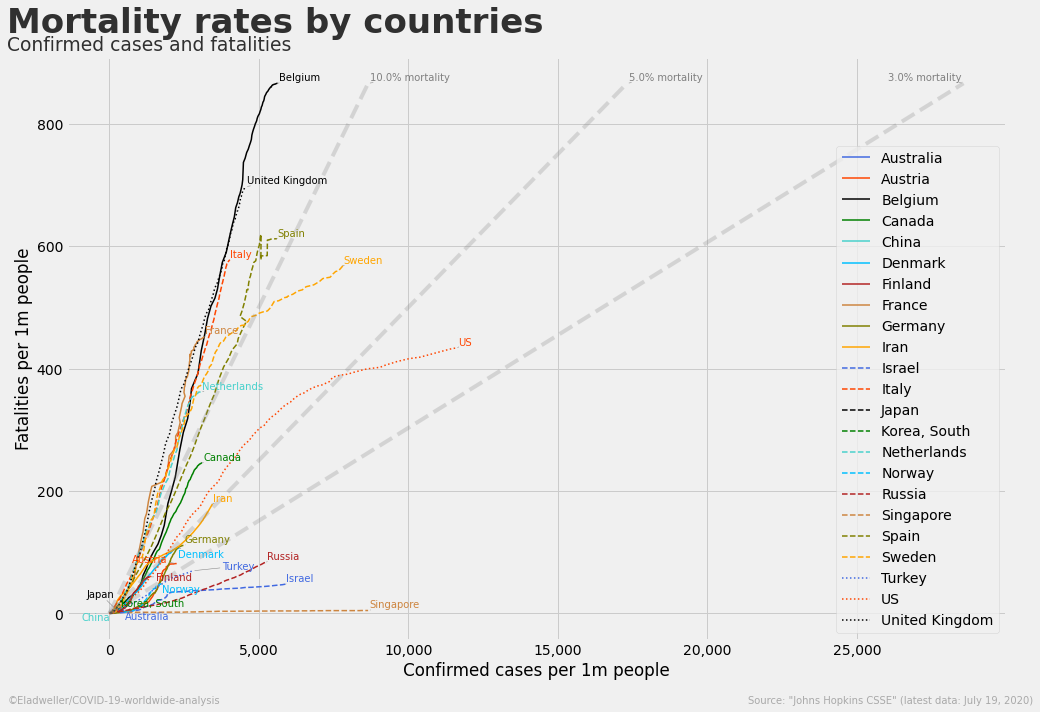 Mortality rates by countries
Confirmed cases and fatalities
Belgium
10.0% mortality
5.0% mortality
3.0% mortality
United Kingdom
Spain
Italy
Sweden
France
US
Netherlands
Canada
Iran
Germany
Austria
Denmark
Russia
Turkey
Finland
Israel
Norway
Japan
Korea, South
Singapore
China
Australia
800
600
400
200
0
Fatalities per 1m people
0
5,000
10,000
15,000
20,000
25,000
Confirmed cases per 1m people
Australia
Austria
Belgium
Canada
China
Denmark
Finland
France
Germany
Iran
Israel
Italy
Japan
Korea, South
Netherlands
Norway
Russia
Singapore
Spain
Sweden
Turkey
US
United Kingdom
©Eladweller/COVID-19-worldwide-analysis
Source: "Johns Hopkins CSSE" (latest data: July 19, 2020)